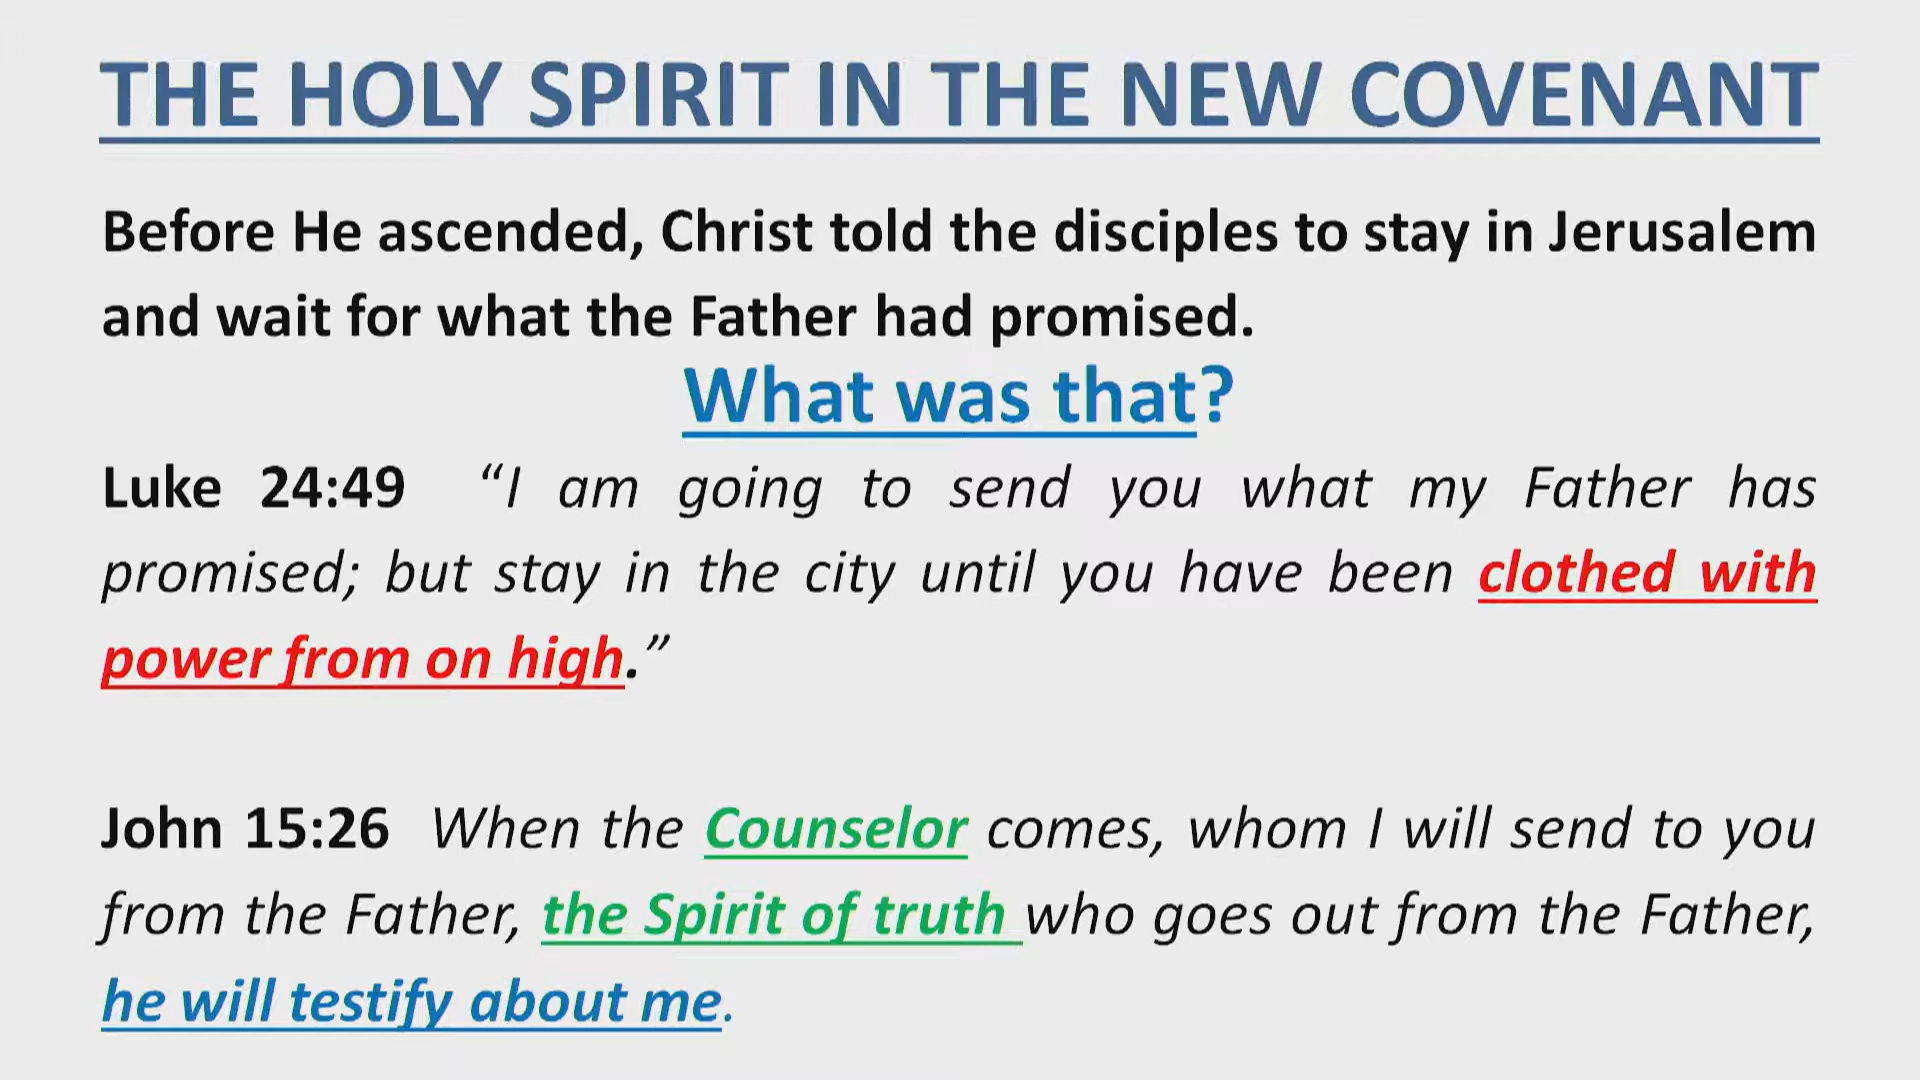 THE HOLY SPIRIT IN THE NEW COVENANT
Before He ascended, Christ told the disciples to stay in Jerusalem
and wait for what the Father had promised.
What was that?
Luke 24:49 “I am going to send you what my Father has
promised; but stay in the city until you have been clothed with
power from on high.”
John 15:26 When the Counselor comes, whom I will send to you
from the Father, the Spirit of truth who goes out from the Father,
he will testify about me.